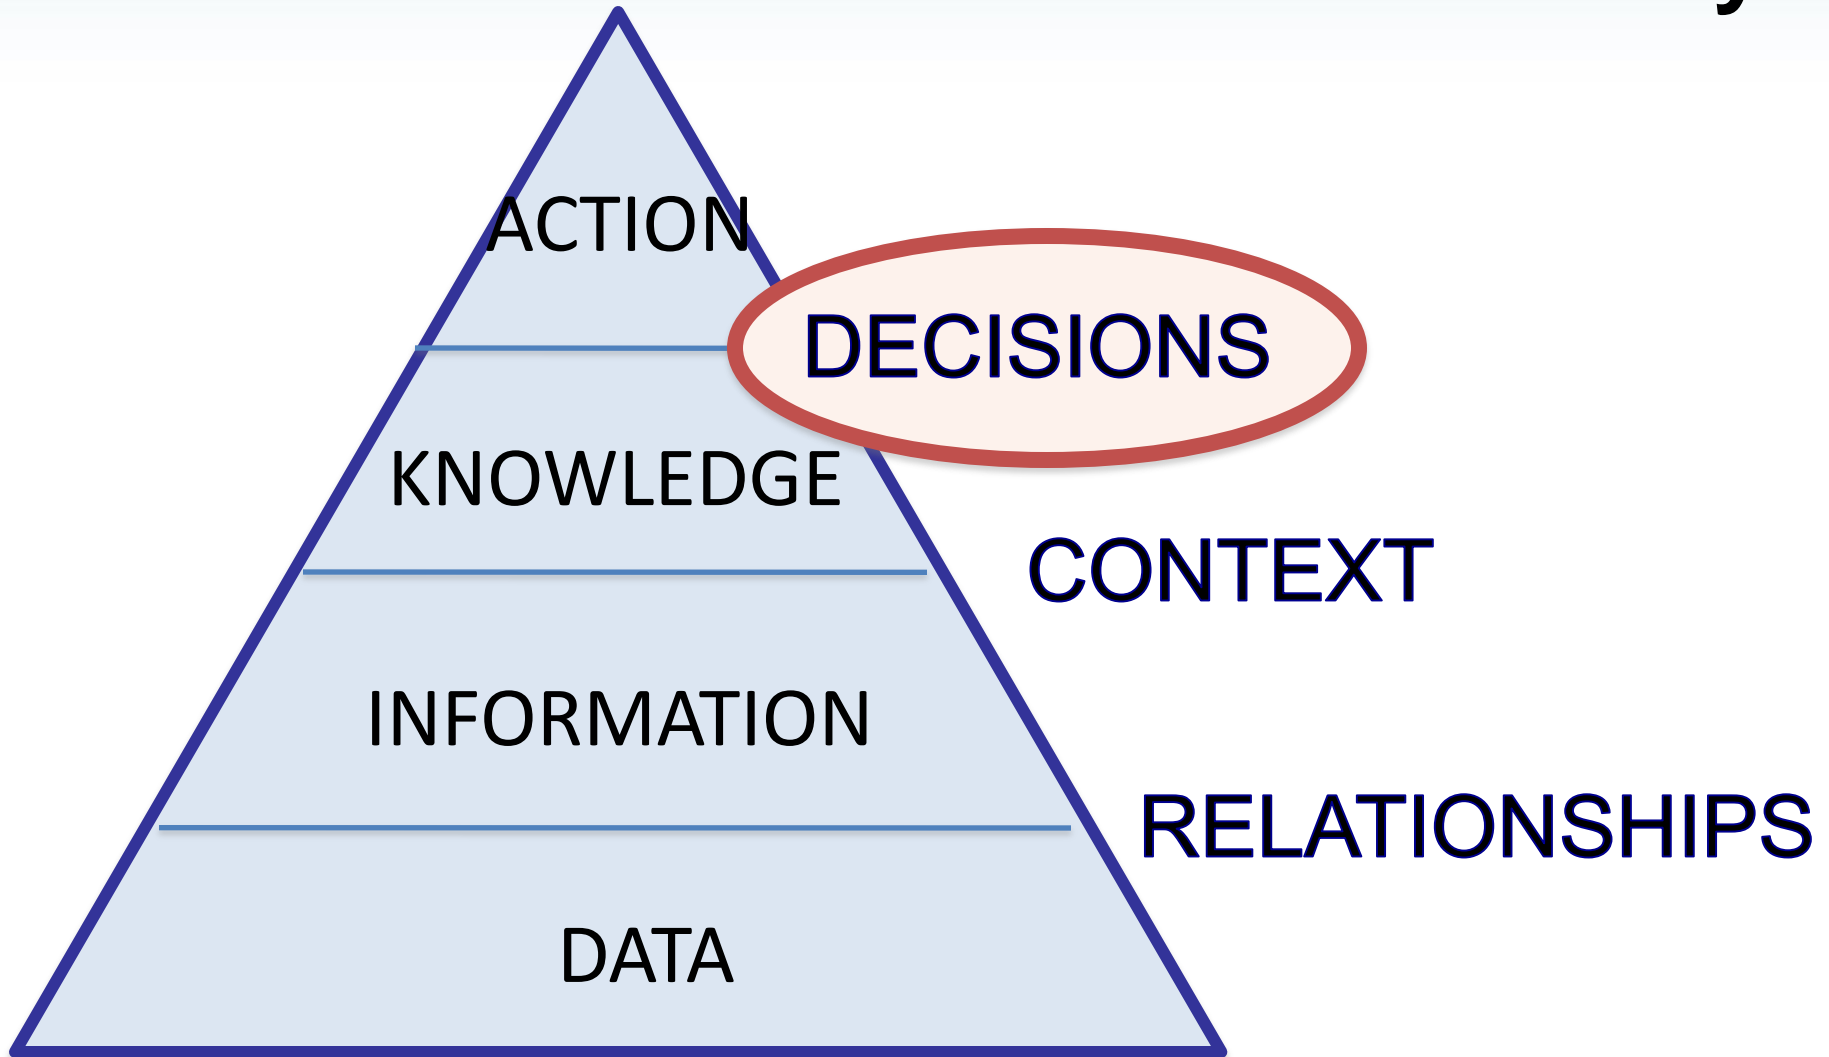 ACTION
DECISIONS
KNOWLEDGE
CONTEXT
INFORMATION
RELATIONSHIPS
DATA